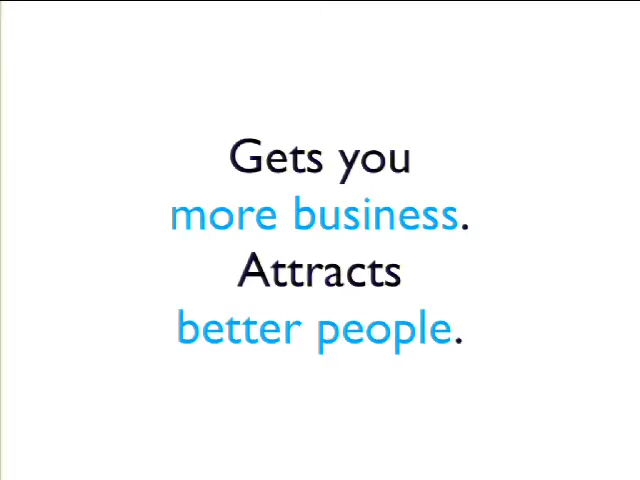 Gets you
more business.
Attracts
better people.